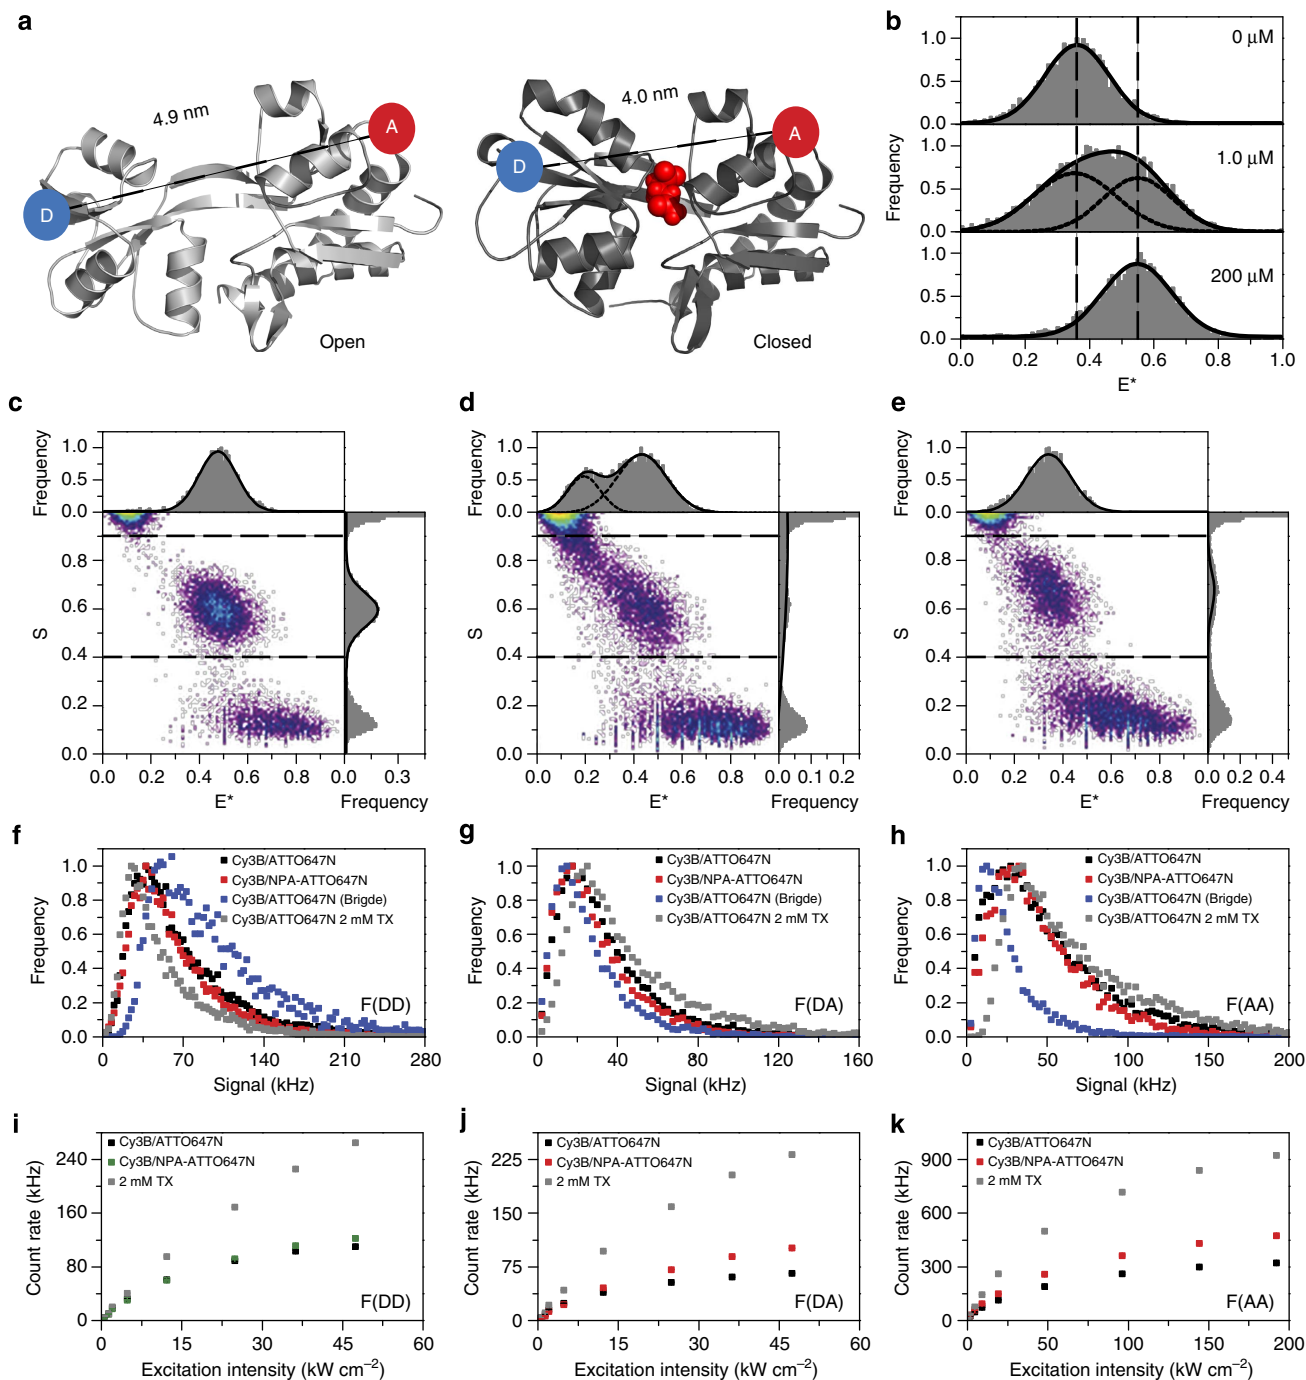 a
4.9 nm
D
A
Open
4.0 nm
D
A
Closed
b
Frequency
1.0
0.5
0.0
0 μM
1.0
0.5
0.0
1.0 μM
1.0
0.5
0.0
200 μM
0.0 0.2 0.4 0.6 0.8 1.0
E*
c
Frequency
1.0
0.5
0.0
S
0.8
0.6
0.4
0.2
0.0
0.0 0.2 0.4 0.6 0.8 0.0 0.3
E* Frequency
d
Frequency
1.0
0.5
0.0
0.0 0.2 0.4 0.6 0.8 0.0 0.1 0.2
E* Frequency
e
Frequency
1.0
0.5
0.0
S
0.8
0.6
0.4
0.2
0.0
0.0 0.2 0.4 0.6 0.8 0.0 0.2 0.4
E* Frequency
f
Frequency
1.0
0.8
0.6
0.4
0.2
0.0
Cy3B/ATTO647N
Cy3B/NPA-ATTO647N
Cy3B/ATTO647N (Brigde)
Cy3B/ATTO647N 2 mM TX
F(DD)
0 70 140 210 280
Signal (kHz)
g
Frequency
1.0
0.8
0.6
0.4
0.2
0.0
Cy3B/ATTO647N
Cy3B/NPA-ATTO647N
Cy3B/ATTO647N (Brigde)
Cy3B/ATTO647N 2 mM TX
F(DA)
0 40 80 120 160
Signal (kHz)
h
Frequency
1.0
0.8
0.6
0.4
0.2
0.0
Cy3B/ATTO647N
Cy3B/NPA-ATTO647N
Cy3B/ATTO647N (Brigde)
Cy3B/ATTO647N 2 mM TX
F(AA)
0 50 100 150 200
Signal (kHz)
i
Count rate (kHz)
240
160
80
0
Cy3B/ATTO647N
Cy3B/NPA-ATTO647N
2 mM TX
F(DD)
0 15 30 45 60
Excitation intensity (kW cm−2)
j
Count rate (kHz)
225
150
75
0
Cy3B/ATTO647N
Cy3B/NPA-ATTO647N
2 mM TX
F(DA)
0 15 30 45 60
Excitation intensity (kW cm−2)
k
Count rate (kHz)
900
600
300
0
Cy3B/ATTO647N
Cy3B/NPA-ATTO647N
2 mM TX
F(AA)
0 50 100 150 200
Excitation intensity (kW cm−2)